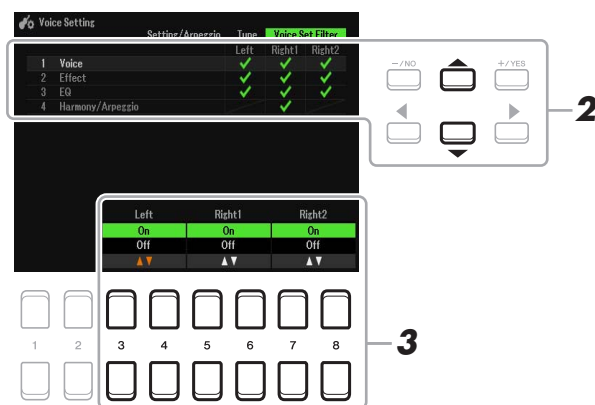 Voice Setting
Setting/Arpeggio Type Voice Set Filter
Left Right1 Right2
1 Voice
2 Effect
3 EQ
4 Harmony/Arpeggio
−/NO +/YES
2
Left Right1 Right2
On On On
Off Off Off
1 2 3 4 5 6 7 8
3